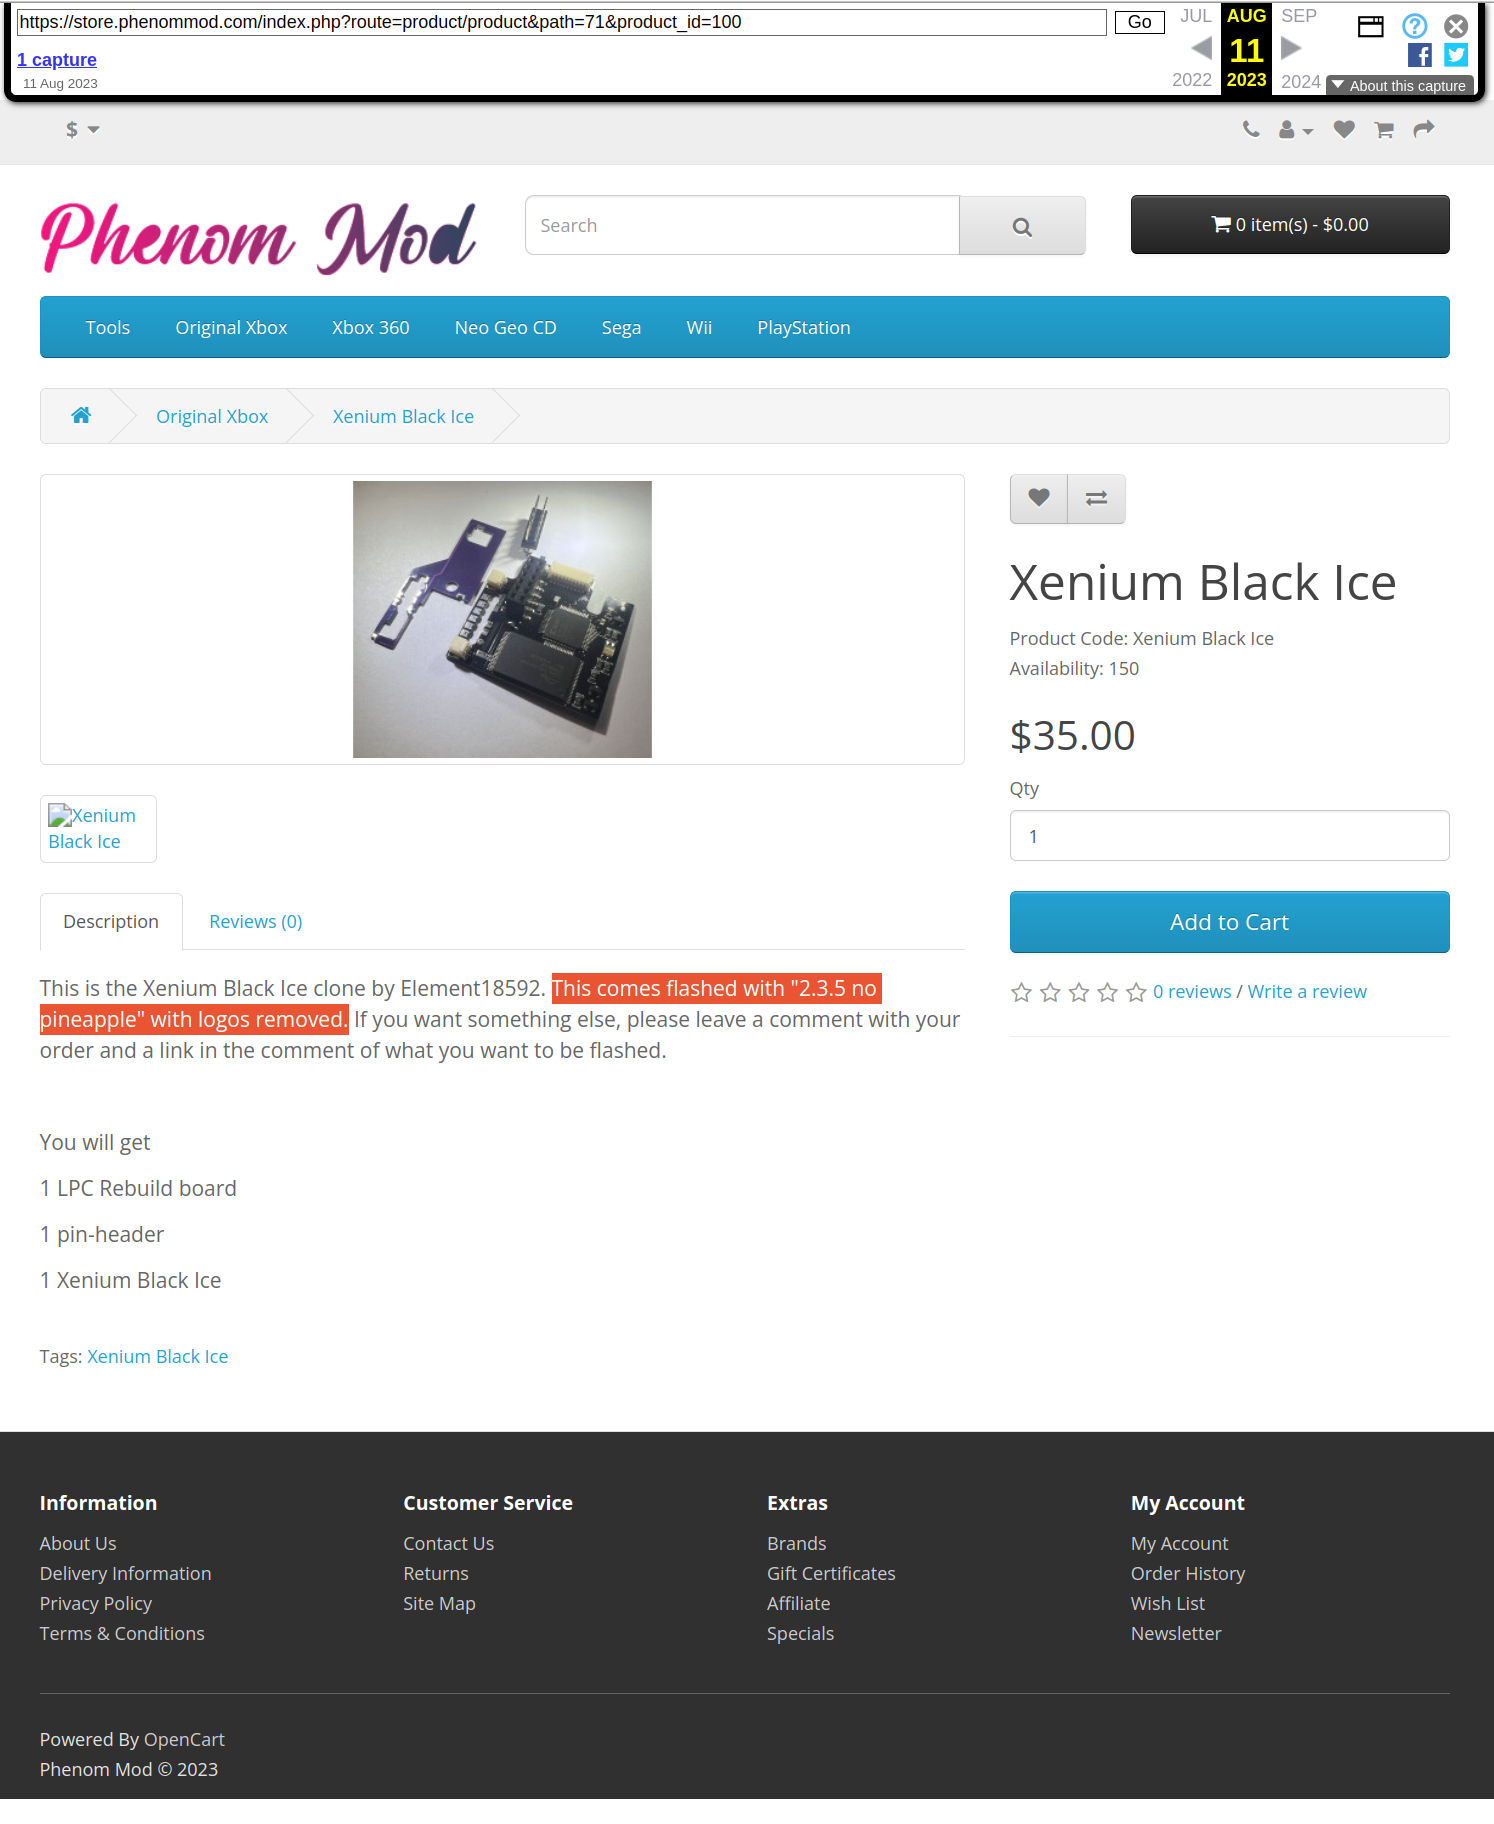 https://store.phenommod.com/index.php?route=product/product&path=71&product_id=100
Go
JUL AUG SEP
1 capture
11
11 Aug 2023
2022 2023 2024
About this capture
$
Phenom Mod
Search
0 item(s) - $0.00
Tools Original Xbox Xbox 360 Neo Geo CD Sega Wii PlayStation
Original Xbox Xenium Black Ice
Xenium Black Ice
Product Code: Xenium Black Ice
Availability: 150
$35.00
Qty
1
Add to Cart
0 reviews / Write a review
Xenium
Black Ice
Description Reviews (0)
This is the Xenium Black Ice clone by Element18592. This comes flashed with "2.3.5 no
pineapple" with logos removed. If you want something else, please leave a comment with your
order and a link in the comment of what you want to be flashed.
You will get
1 LPC Rebuild board
1 pin-header
1 Xenium Black Ice
Tags: Xenium Black Ice
Information
About Us
Delivery Information
Privacy Policy
Terms & Conditions
Customer Service
Contact Us
Returns
Site Map
Extras
Brands
Gift Certificates
Affiliate
Specials
My Account
My Account
Order History
Wish List
Newsletter
Powered By OpenCart
Phenom Mod © 2023